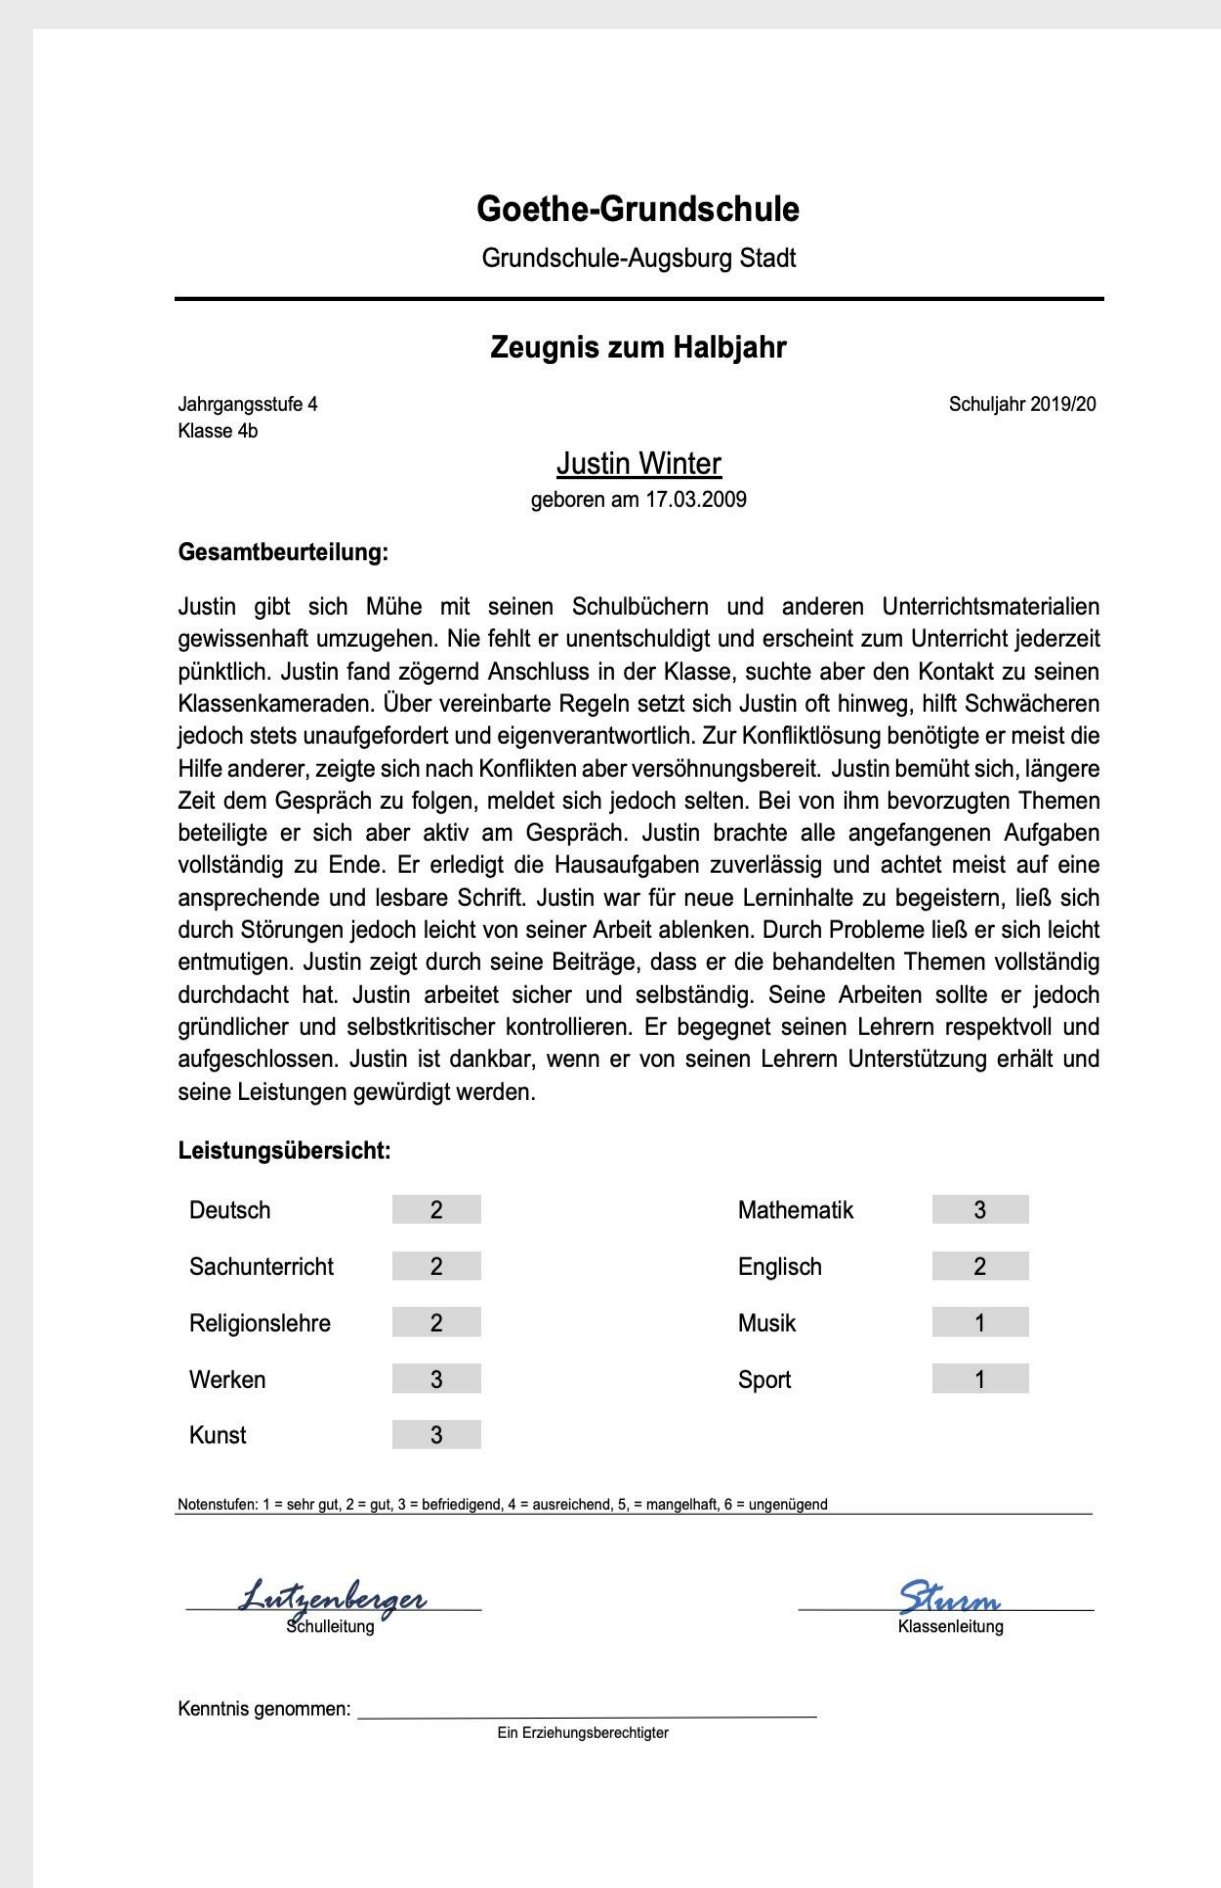 Goethe-Grundschule
Grundschule-Augsburg Stadt
Zeugnis zum Halbjahr
Jahrgangsstufe 4
Schuljahr 2019/20
Klasse 4b
Justin Winter
geboren am 17.03.2009
Gesamtbeurteilung:
Justin gibt sich Mühe mit seinen Schulbüchern und anderen Unterrichtsmaterialien
gewissenhaft umzugehen. Nie fehlt er unentschuldigt und erscheint zum Unterricht jederzeit
pünktlich. Justin fand zögernd Anschluss in der Klasse, suchte aber den Kontakt zu seinen
Klassenkameraden. Über vereinbarte Regeln setzt sich Justin oft hinweg, hilft Schwächeren
jedoch stets unaufgefordert und eigenverantwortlich. Zur Konfliktlösung benötigte er meist die
Hilfe anderer, zeigte sich nach Konflikten aber versöhnungsbereit. Justin bemüht sich, längere
Zeit dem Gespräch zu folgen, meldet sich jedoch selten. Bei von ihm bevorzugten Themen
beteiligte er sich aber aktiv am Gespräch. Justin brachte alle angefangenen Aufgaben
vollständig zu Ende. Er erledigt die Hausaufgaben zuverlässig und achtet meist auf eine
ansprechende und lesbare Schrift. Justin war für neue Lerninhalte zu begeistern, ließ sich
durch Störungen jedoch leicht von seiner Arbeit ablenken. Durch Probleme ließ er sich leicht
entmutigen. Justin zeigt durch seine Beiträge, dass er die behandelten Themen vollständig
durchdacht hat. Justin arbeitet sicher und selbständig. Seine Arbeiten sollte er jedoch
gründlicher und selbstkritischer kontrollieren. Er begegnet seinen Lehrern respektvoll und
aufgeschlossen. Justin ist dankbar, wenn er von seinen Lehrern Unterstützung erhält und
seine Leistungen gewürdigt werden.
Leistungsübersicht:
Deutsch 2 Mathematik 3
Sachunterricht 2 Englisch 2
Religionslehre 2 Musik 1
Werken 3 Sport 1
Kunst 3
Notenstufen: 1 = sehr gut, 2 = gut, 3 = befriedigend, 4 = ausreichend, 5, = mangelhaft, 6 = ungenügend
Lutzenberger Sturm
Schulleitung Klassenleitung
Kenntnis genommen:
Ein Erziehungsberechtigter